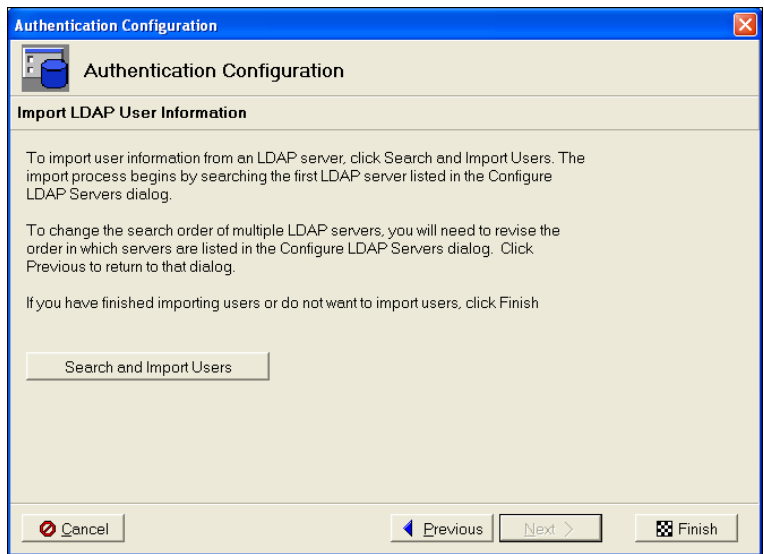 Authentication Configuration
Authentication Configuration
Import LDAP User Information
To import user information from an LDAP server, click Search and Import Users. The
import process begins by searching the first LDAP server listed in the Configure
LDAP Servers dialog.
To change the search order of multiple LDAP servers, you will need to revise the
order in which servers are listed in the Configure LDAP Servers dialog. Click
Previous to return to that dialog.
If you have finished importing users or do not want to import users, click Finish
Search and Import Users
Cancel
Previous
Next >
Finish